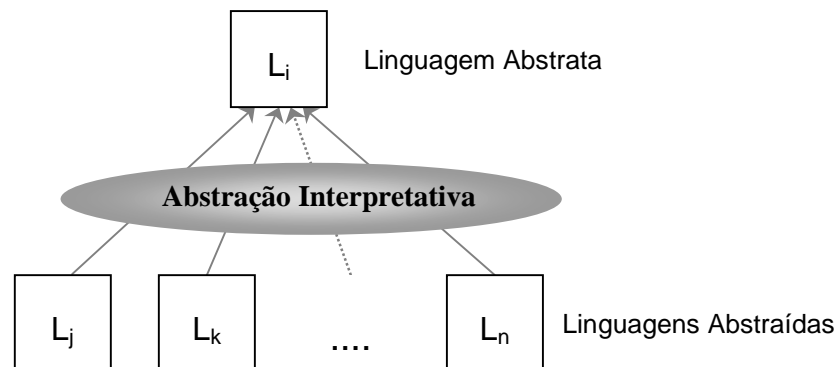 Lᵢ Linguagem Abstrata
Abstração Interpretativa
Lⱼ Lₖ .... Lₙ Linguagens Abstraídas